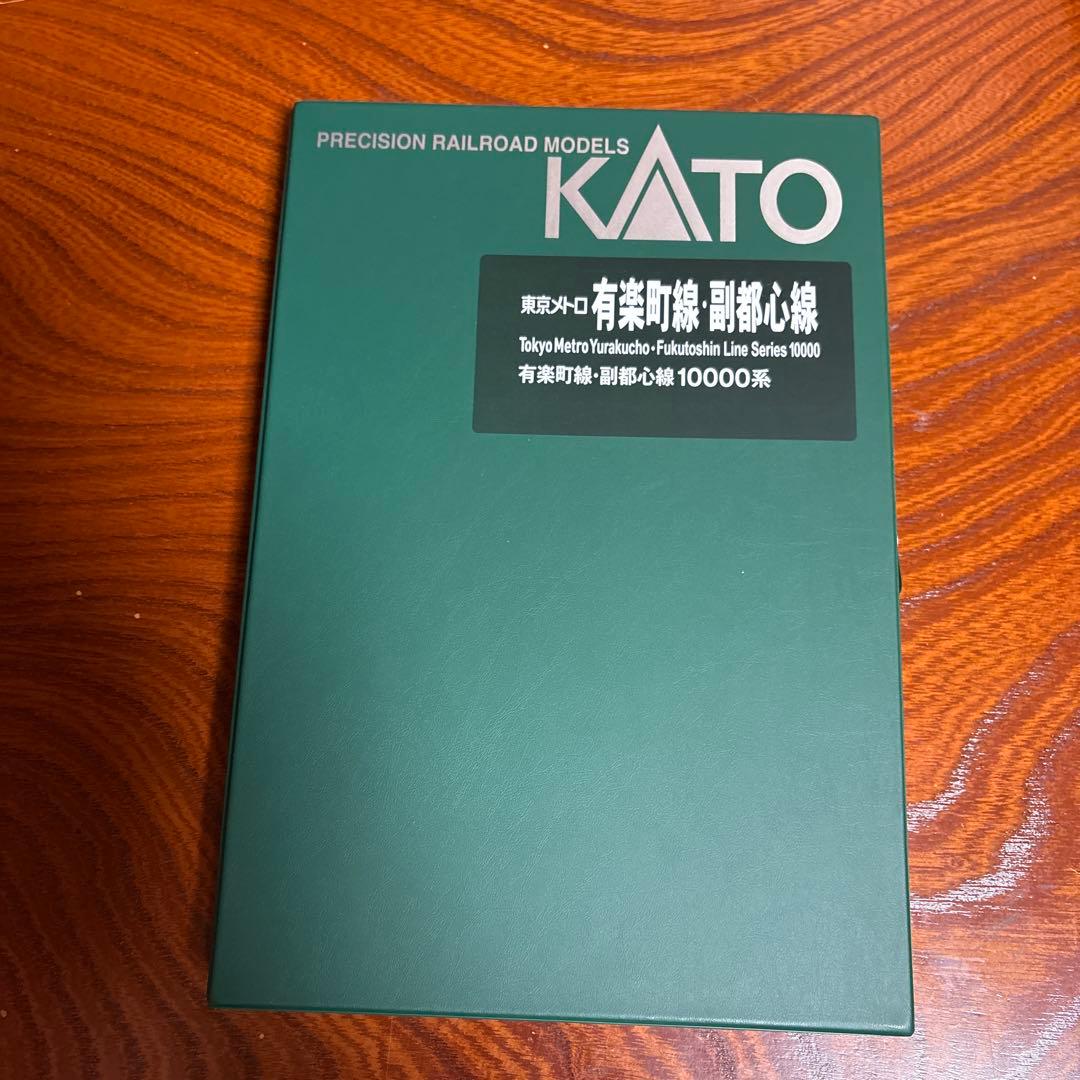 PRECISION RAILROAD MODELS
KATO
東京メトロ 有楽町線・副都心線
Tokyo Metro Yurakucho・Fukutoshin Line Series 10000
有楽町線・副都心線10000系